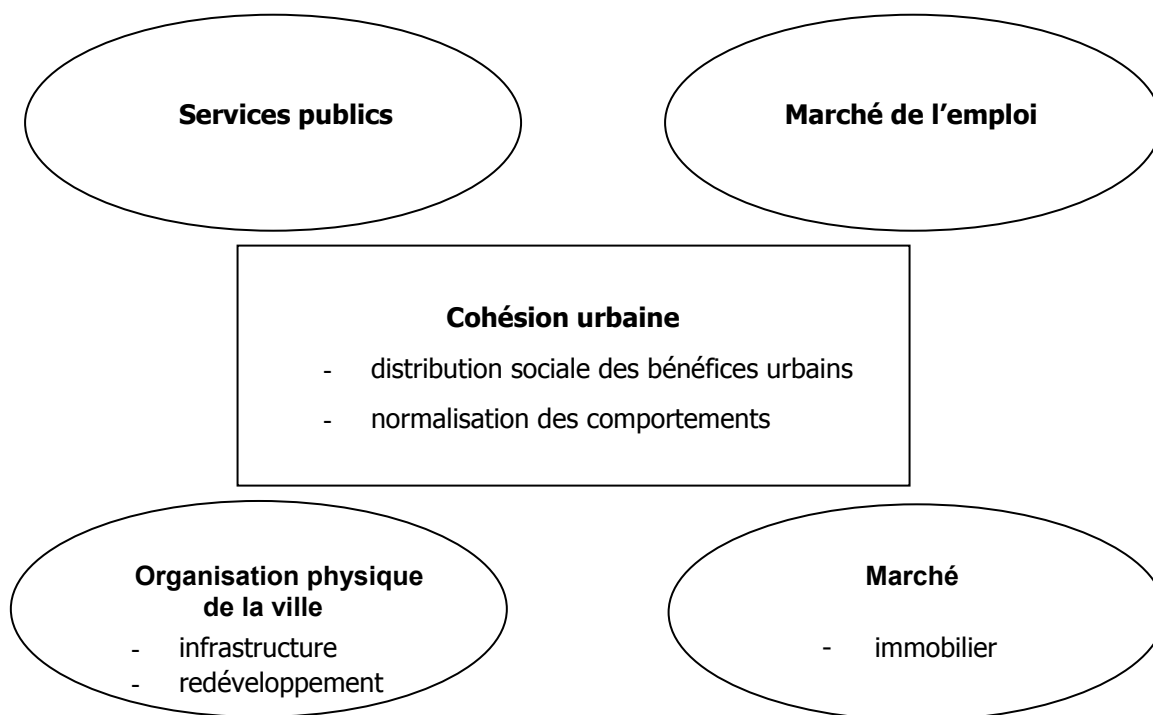 Services publics
Marché de l’emploi
Cohésion urbaine
- distribution sociale des bénéfices urbains
- normalisation des comportements
Organisation physique
de la ville
- infrastructure
- redéveloppement
Marché
- immobilier